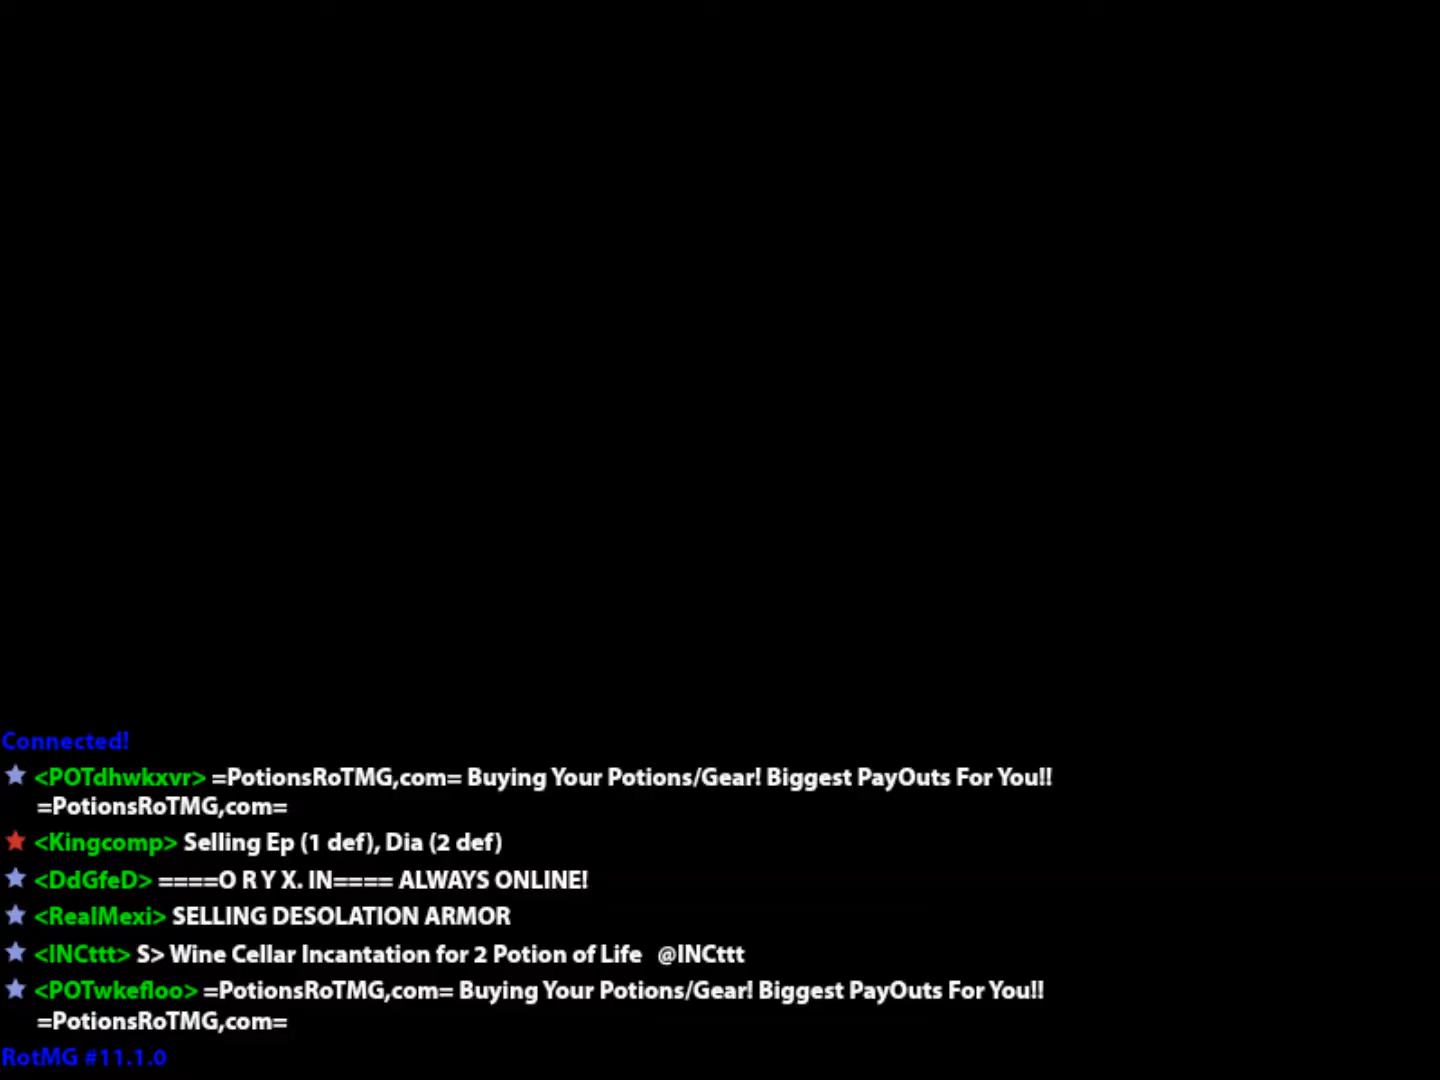 Connected!
<POTdhwkxvr> =PotionsRoTMG,com= Buying Your Potions/Gear! Biggest PayOuts For You!!
=PotionsRoTMG,com=
<Kingcomp> Selling Ep (1 def), Dia (2 def)
<DdGfeD> ====O R Y X. IN==== ALWAYS ONLINE!
<RealMexi> SELLING DESOLATION ARMOR
<INCttt> S> Wine Cellar Incantation for 2 Potion of Life   @INCttt
<POTwkefloo> =PotionsRoTMG,com= Buying Your Potions/Gear! Biggest PayOuts For You!!
=PotionsRoTMG,com=
RotMG #11.1.0